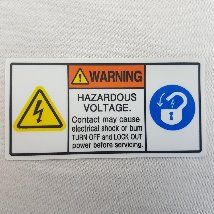 WARNING
HAZARDOUS
VOLTAGE.
Contact may cause
electrical shock or burn
TURN OFF and LOCK OUT
power before servicing.